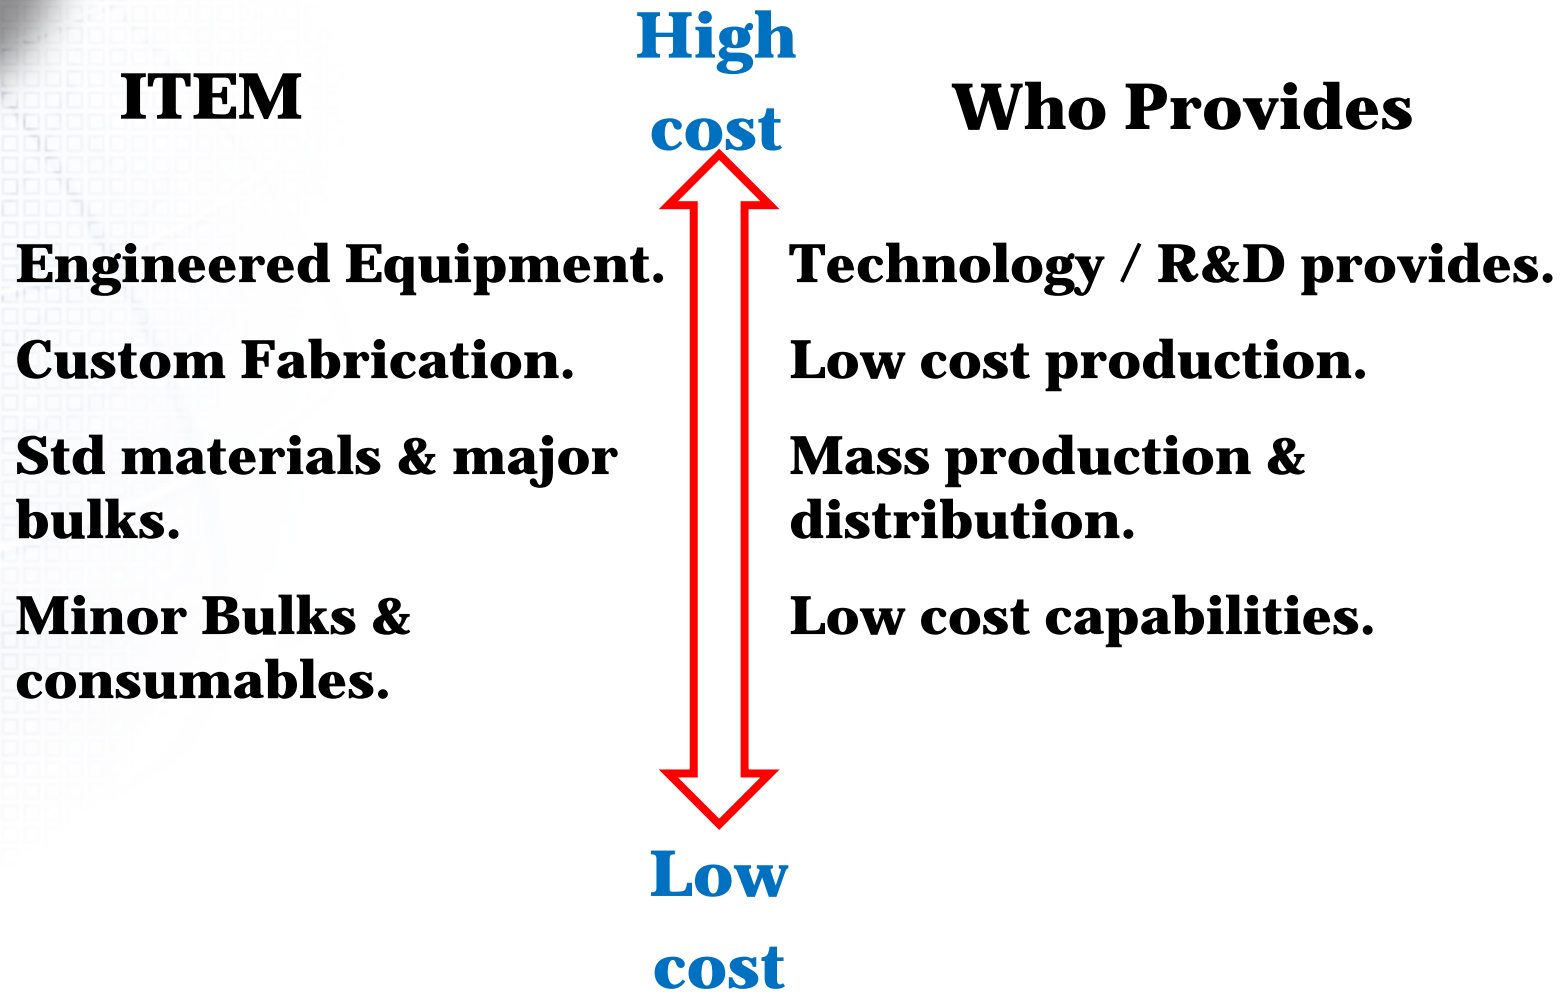 High
cost
ITEM
Who Provides
Engineered Equipment.
Technology / R&D provides.
Custom Fabrication.
Low cost production.
Std materials & major
bulks.
Mass production &
distribution.
Minor Bulks &
consumables.
Low cost capabilities.
Low
cost